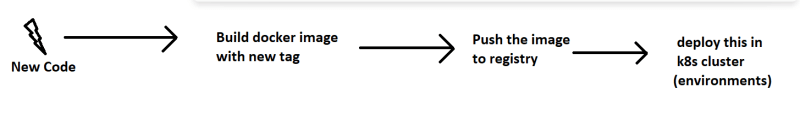 New Code
Build docker image
with new tag
Push the image
to registry
deploy this in
k8s cluster
(environments)